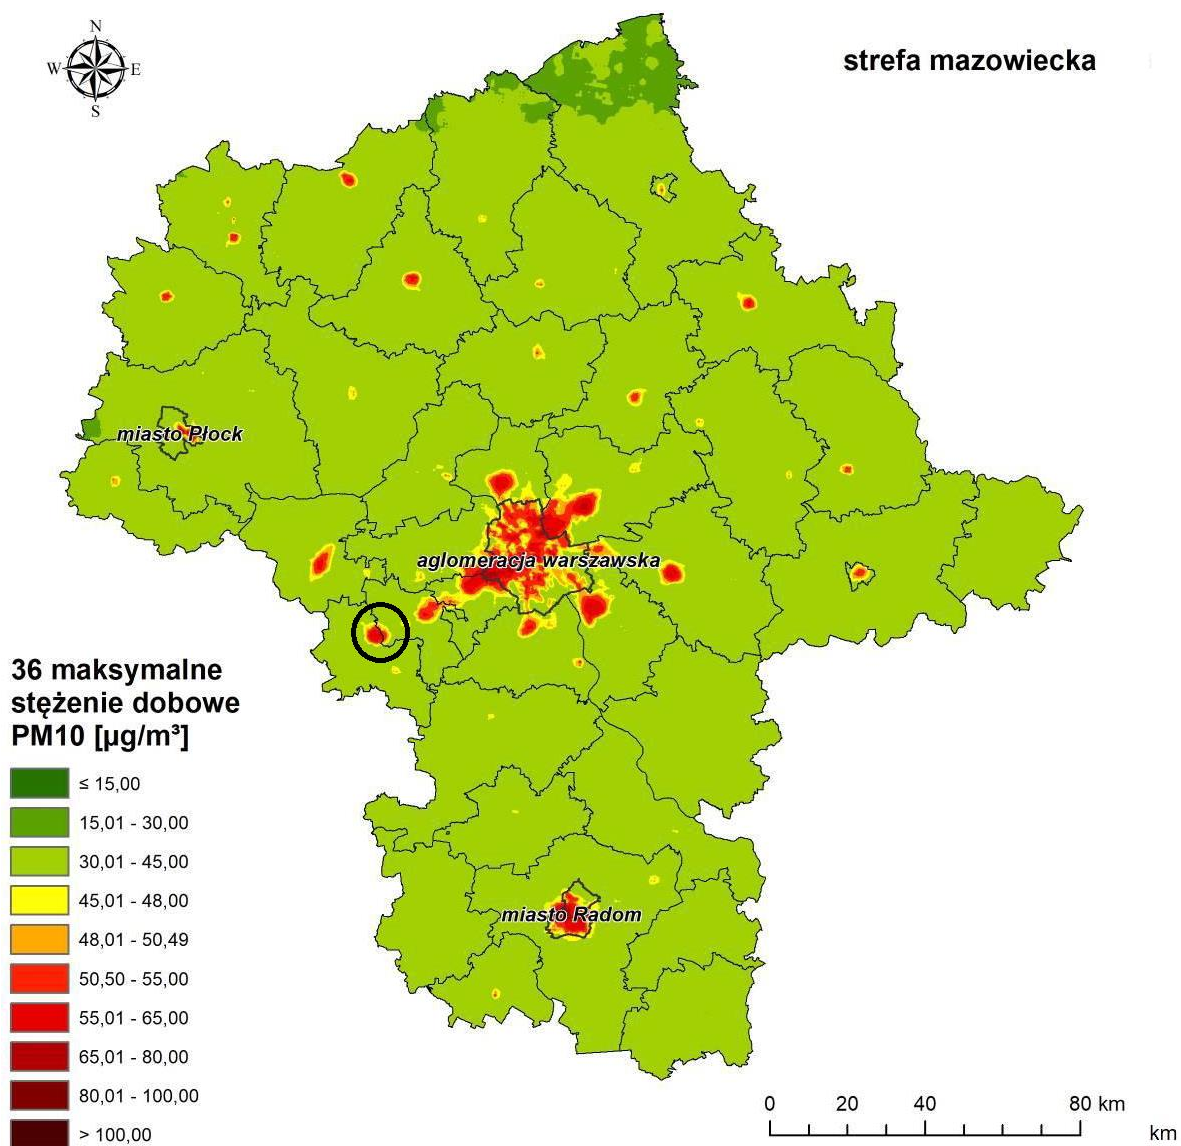 N
W E
S
strefa mazowiecka
miasto Płock
aglomeracja warszawska
36 maksymalne
stężenie dobowe
PM10 [µg/m³]
≤ 15,00
15,01 - 30,00
30,01 - 45,00
45,01 - 48,00
48,01 - 50,49
50,50 - 55,00
55,01 - 65,00
65,01 - 80,00
80,01 - 100,00
> 100,00
miasto Radom
0 20 40 80 km
km